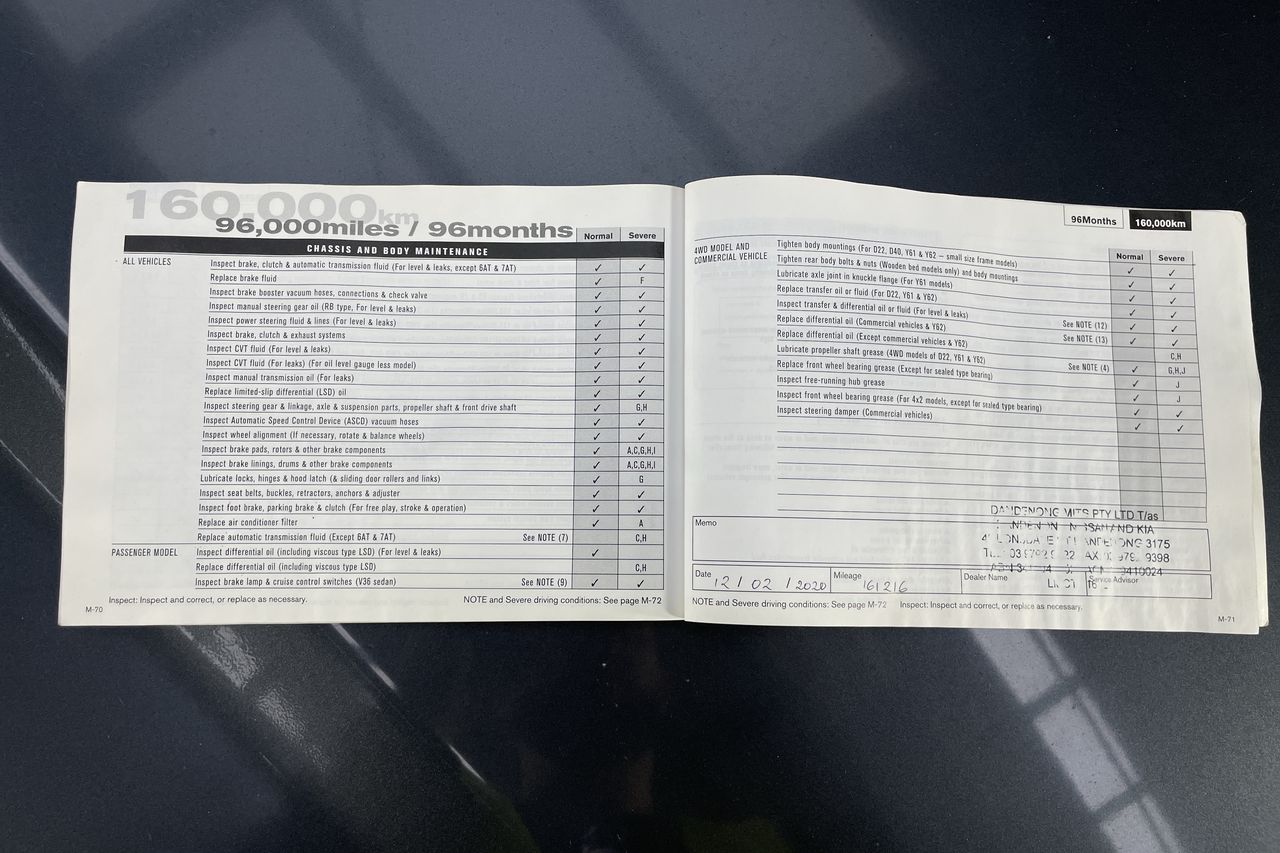 160,000km
96,000miles / 96months
Normal Severe
CHASSIS AND BODY MAINTENANCE
ALL VEHICLES
Inspect brake, clutch & automatic transmission fluid (For level & leaks, except 6AT & 7AT) ✓ ✓
Replace brake fluid ✓ F
Inspect brake booster vacuum hoses, connections & check valve ✓ ✓
Inspect manual steering gear oil (RB type, For level & leaks) ✓ ✓
Inspect power steering fluid & lines (For level & leaks) ✓ ✓
Inspect brake, clutch & exhaust systems ✓ ✓
Inspect CVT fluid (For level & leaks) ✓ ✓
Inspect CVT fluid (For leaks) (For oil level gauge less model) ✓ ✓
Inspect manual transmission oil (For leaks) ✓ ✓
Replace limited-slip differential (LSD) oil ✓ ✓
Inspect steering gear & linkage, axle & suspension parts, propeller shaft & front drive shaft ✓ G,H
Inspect Automatic Speed Control Device (ASCD) vacuum hoses ✓ ✓
Inspect wheel alignment (If necessary, rotate & balance wheels) ✓ ✓
Inspect brake pads, rotors & other brake components ✓ A,C,G,H,I
Inspect brake linings, drums & other brake components ✓ A,C,G,H,I
Lubricate locks, hinges & hood latch (& sliding door rollers and links) ✓ G
Inspect seat belts, buckles, retractors, anchors & adjuster ✓ ✓
Inspect foot brake, parking brake & clutch (For free play, stroke & operation) ✓ ✓
Replace air conditioner filter ✓ A
Replace automatic transmission fluid (Except 6AT & 7AT) See NOTE (7) C,H
PASSENGER MODEL
Inspect differential oil (including viscous type LSD) (For level & leaks) ✓
Replace differential oil (including viscous type LSD) C,H
Inspect brake lamp & cruise control switches (V36 sedan) See NOTE (9) ✓ ✓
Inspect: Inspect and correct, or replace as necessary. NOTE and Severe driving conditions: See page M-72
M-70
96Months 160,000km
Normal Severe
4WD MODEL AND
COMMERCIAL VEHICLE
Tighten body mountings (For D22, D40, Y61 & Y62 – small size frame models) ✓ ✓
Tighten rear body bolts & nuts (Wooden bed models only) and body mountings ✓ ✓
Lubricate axle joint in knuckle flange (For Y61 models) ✓ ✓
Replace transfer oil or fluid (For D22, Y61 & Y62) ✓ ✓
Inspect transfer & differential oil or fluid (For level & leaks) See NOTE (12) ✓ ✓
Replace differential oil (Commercial vehicles & Y62) See NOTE (13) ✓ ✓
Replace differential oil (Except commercial vehicles & Y62) C,H
Lubricate propeller shaft grease (4WD models of D22, Y61 & Y62) See NOTE (4) ✓ G,H,J
Replace front wheel bearing grease (Except for sealed type bearing) ✓ J
Inspect free-running hub grease ✓ J
Inspect front wheel bearing grease (For 4x2 models, except for sealed type bearing) ✓ ✓
Inspect steering damper (Commercial vehicles) ✓ ✓
Memo
DANDENONG MITS PTY LTD T/as
AND KIA
3175
9398
Date 12 / 02 / 2020 Mileage 161216 Dealer Name Service Advisor
NOTE and Severe driving conditions: See page M-72 Inspect: Inspect and correct, or replace as necessary.
M-71